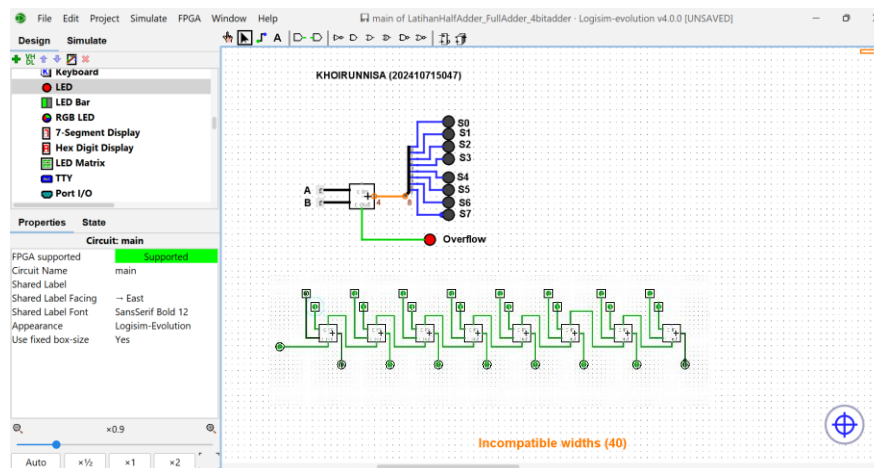 File Edit Project Simulate FPGA Window Help
main of LatihanHalfAdder_FullAdder_4bitadder - Logisim-evolution v4.0.0 [UNSAVED]
Design Simulate
A
VH
DL
Keyboard
LED
LED Bar
RGB LED
7-Segment Display
Hex Digit Display
LED Matrix
TTY
Port I/O
Properties State
Circuit: main
FPGA supported Supported
Circuit Name main
Shared Label
Shared Label Facing → East
Shared Label Font SansSerif Bold 12
Appearance Logisim-Evolution
Use fixed box-size Yes
×0.9
Auto ×½ ×1 ×2
KHOIRUNNISA (202410715047)
S0
S1
S2
S3
S4
S5
S6
S7
A
B
4
8
Overflow
Incompatible widths (40)